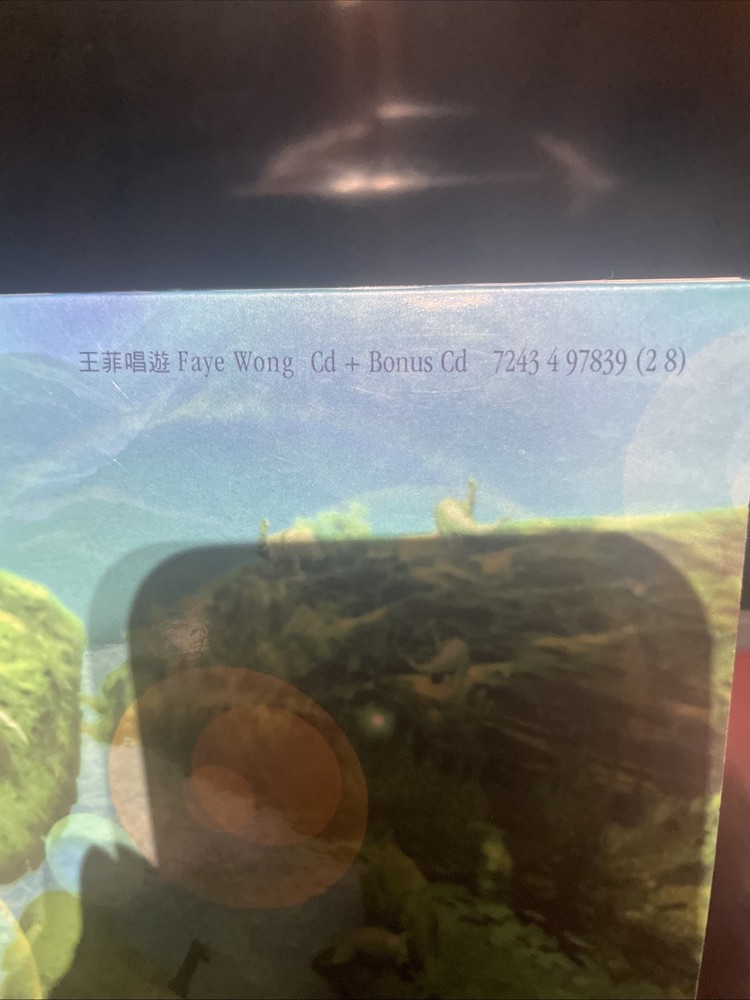 王菲唱遊 Faye Wong Cd + Bonus Cd 7243 4 97839 (2 8)